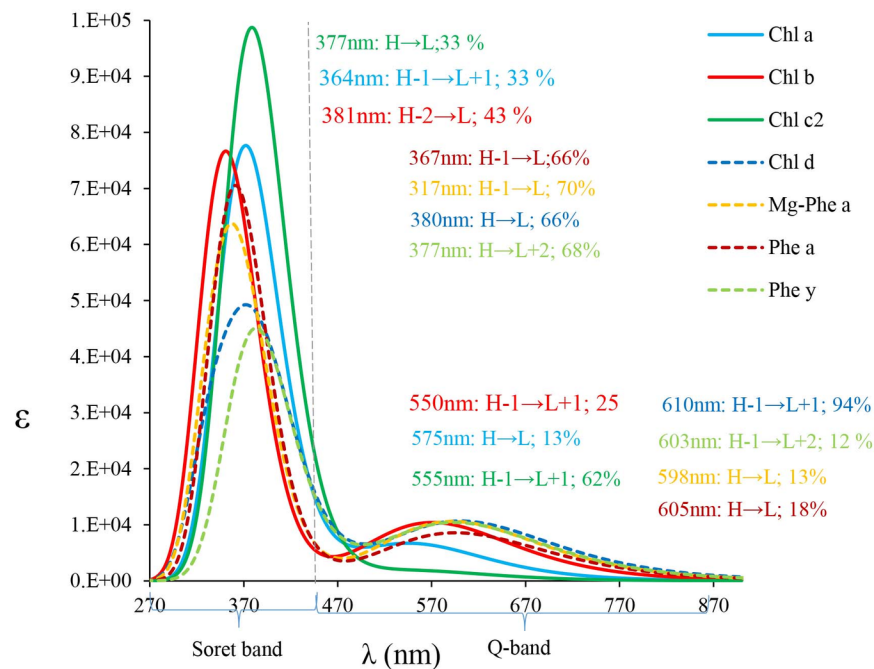 1.E+05
9.E+04
8.E+04
7.E+04
6.E+04
5.E+04
4.E+04
3.E+04
2.E+04
1.E+04
0.E+00
ε
377nm: H→L;33 %
364nm: H-1→L+1; 33 %
381nm: H-2→L; 43 %
367nm: H-1→L;66%
317nm: H-1→L; 70%
380nm: H→L; 66%
377nm: H→L+2; 68%
Chl a
Chl b
Chl c2
Chl d
Mg-Phe a
Phe a
Phe y
550nm: H-1→L+1; 25
575nm: H→L; 13%
555nm: H-1→L+1; 62%
610nm: H-1→L+1; 94%
603nm: H-1→L+2; 12 %
598nm: H→L; 13%
605nm: H→L; 18%
270 370 470 570 670 770 870
Soret band
λ (nm)
Q-band